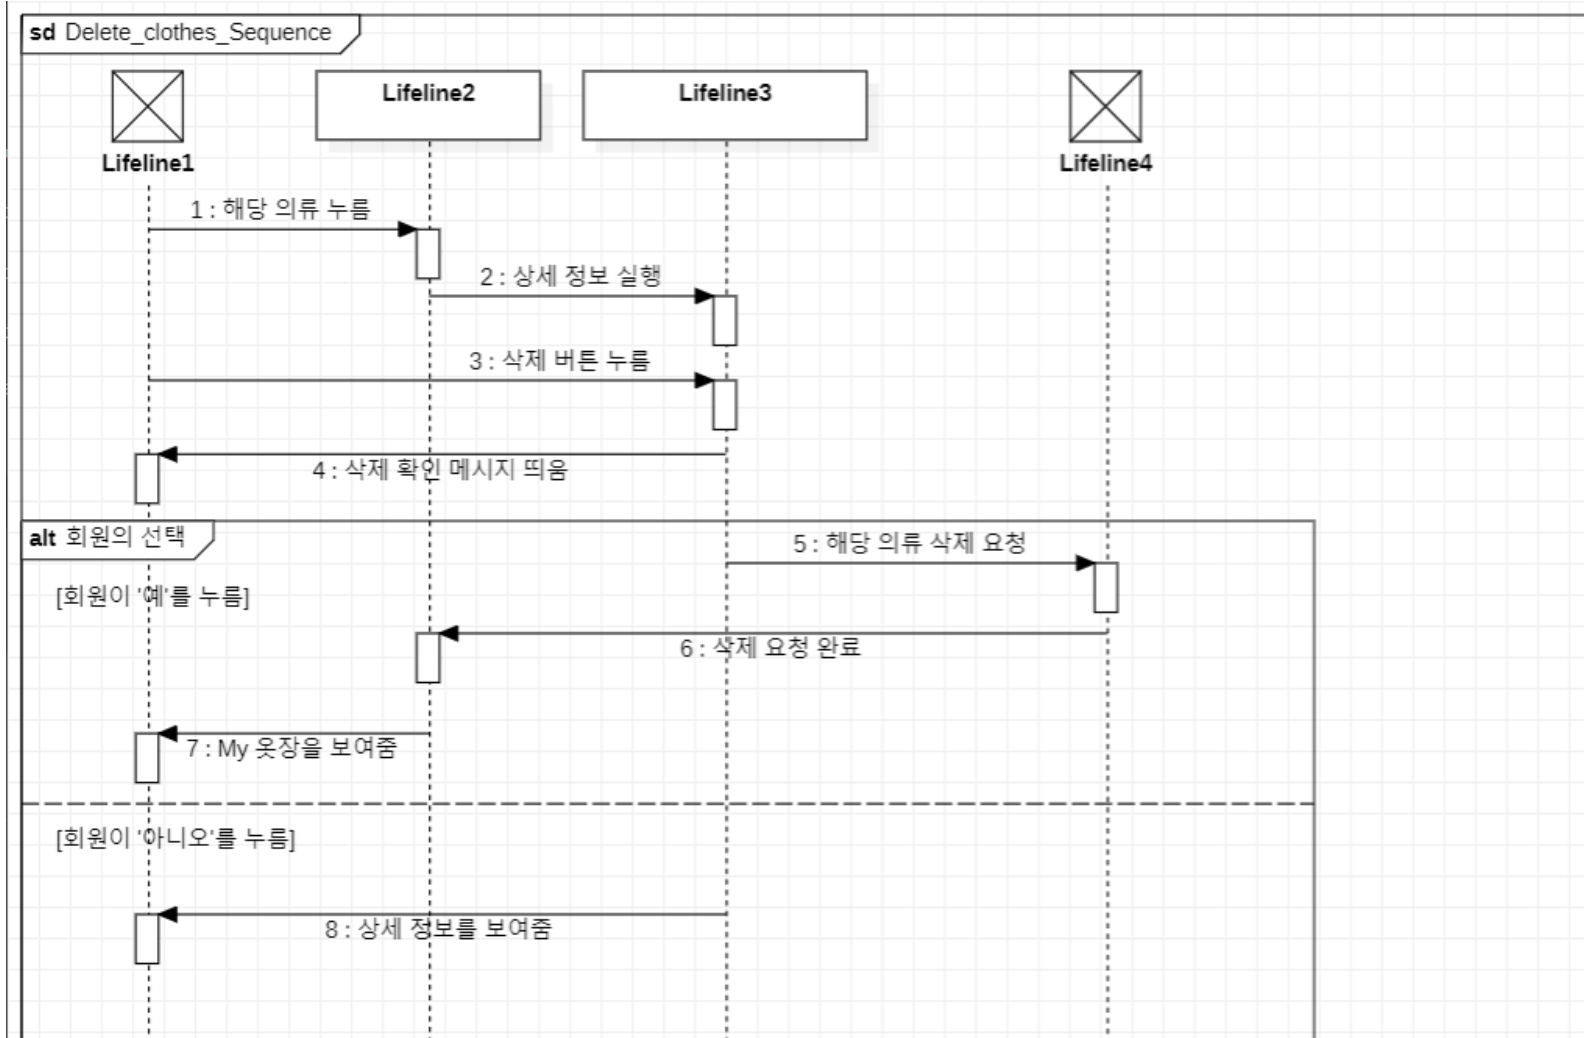 sd Delete_clothes_Sequence
Lifeline2
Lifeline3
Lifeline1
Lifeline4
1 : 해당 의류 누름
2 : 상세 정보 실행
3 : 삭제 버튼 누름
4 : 삭제 확인 메시지 띄움
alt 회원의 선택
5 : 해당 의류 삭제 요청
[회원이 '예'를 누름]
6 : 삭제 요청 완료
7 : My 옷장을 보여줌
[회원이 '아니오'를 누름]
8 : 상세 정보를 보여줌